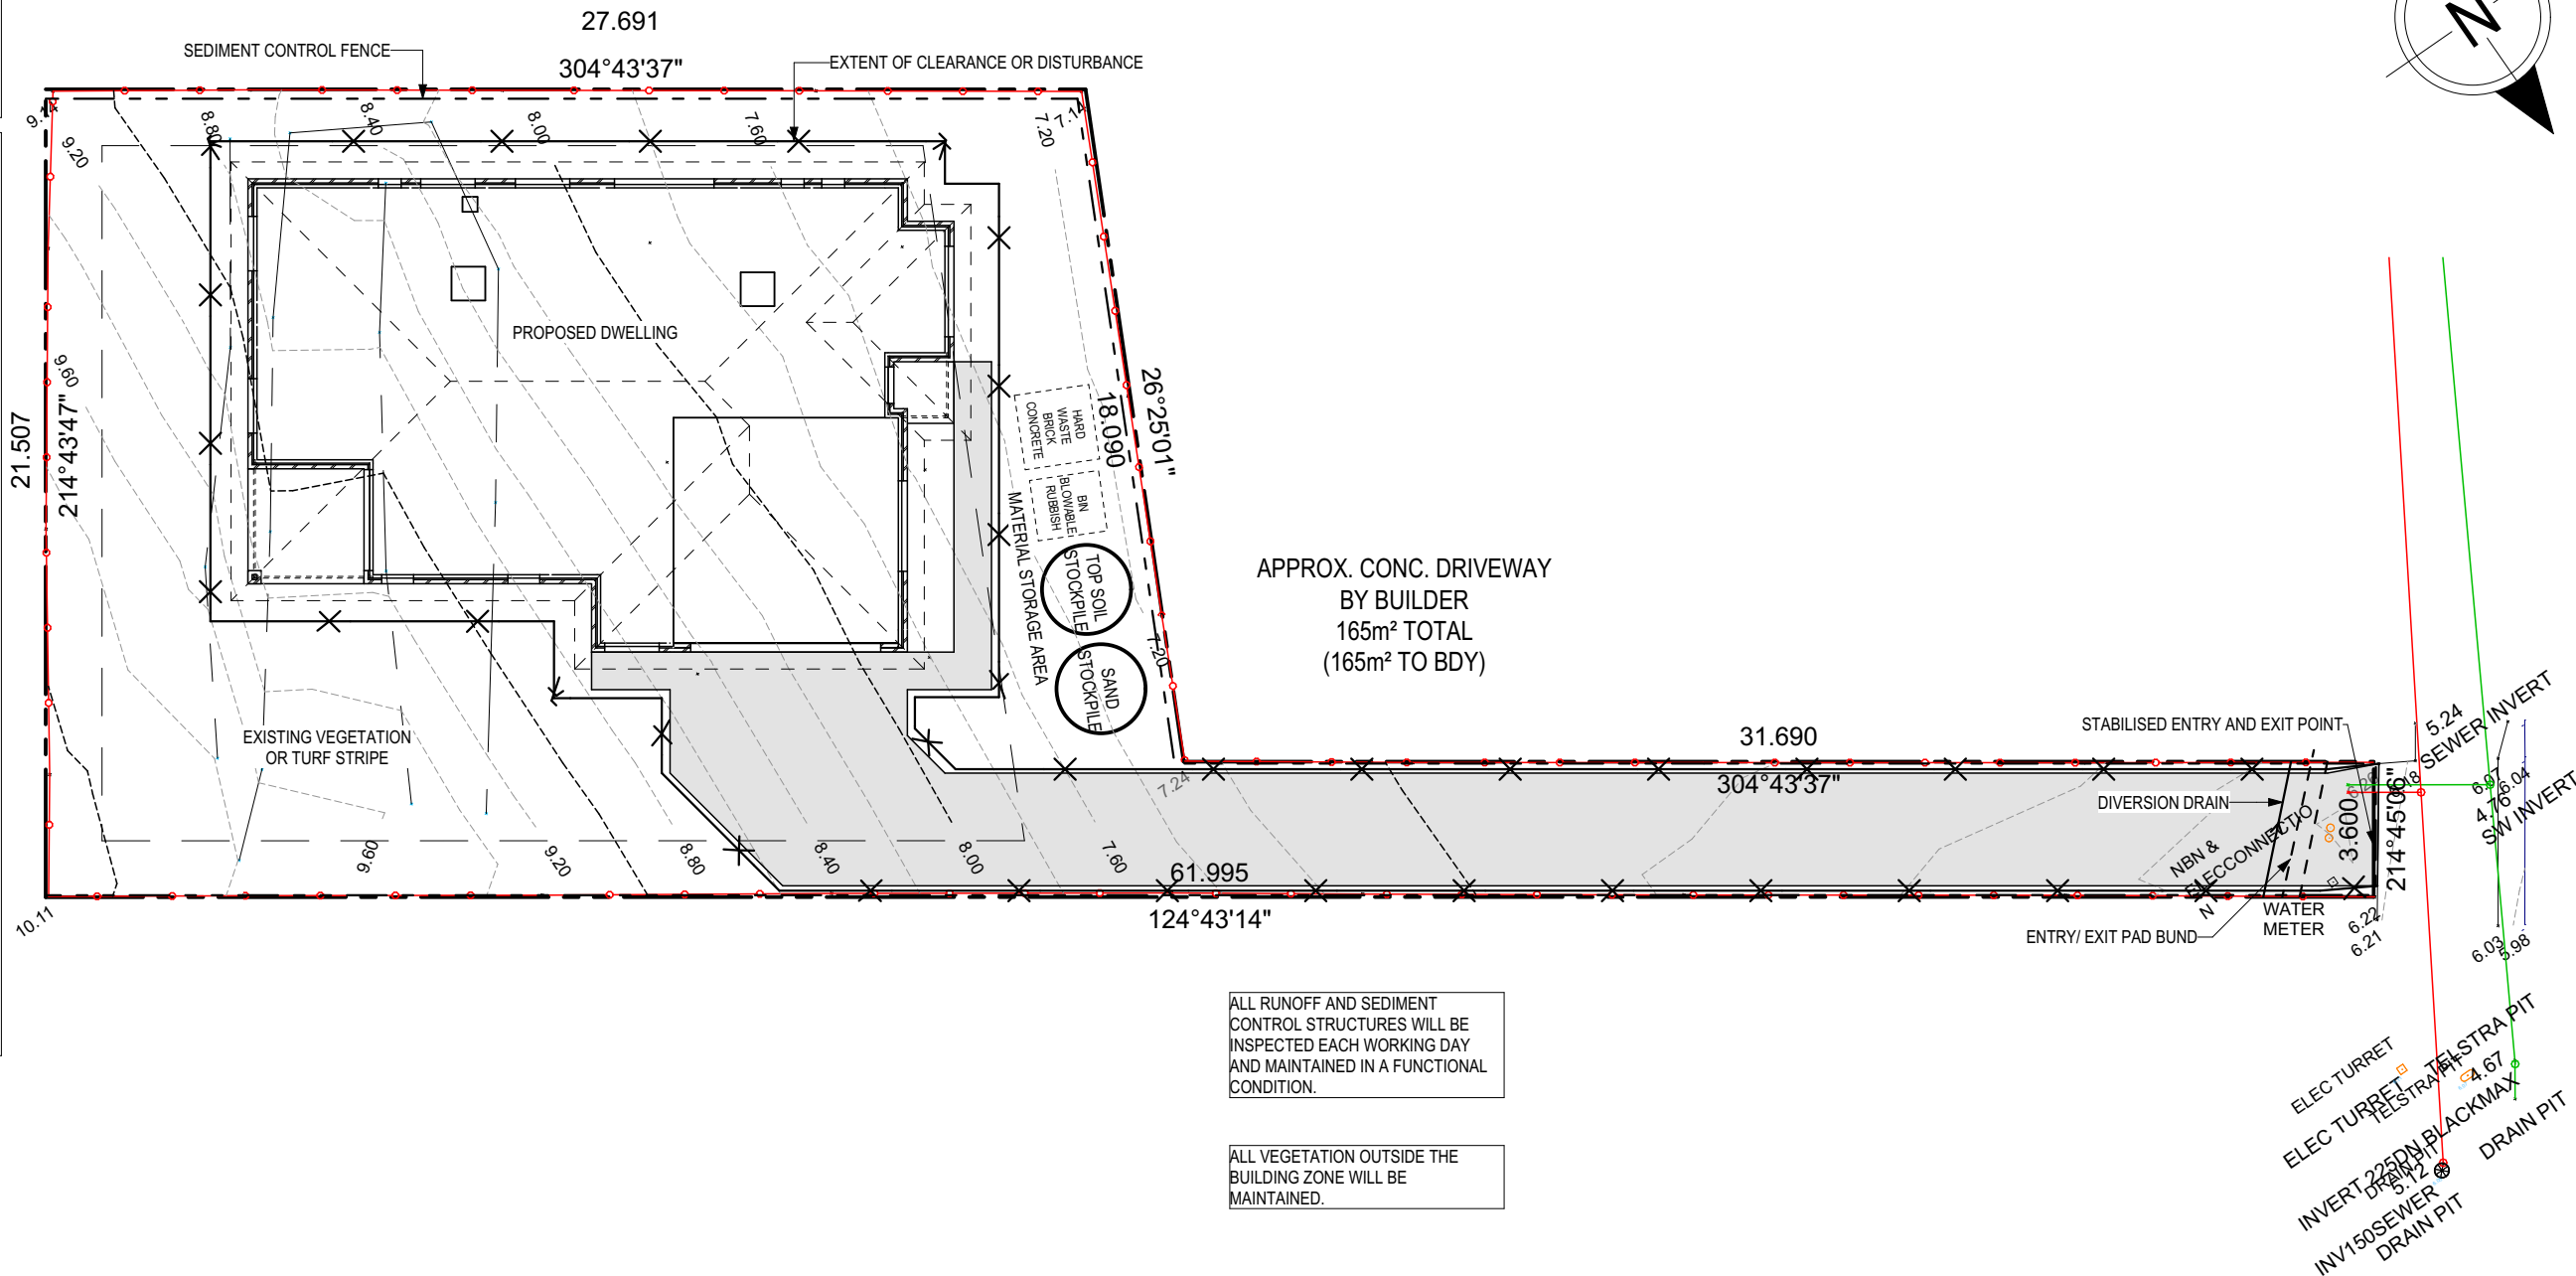 27.691
304°43'37"
SEDIMENT CONTROL FENCE
EXTENT OF CLEARANCE OR DISTURBANCE
N
9.20
8.80
8.40
8.00
7.60
7.20
7.14
9.60
21.507
214°43'47"
PROPOSED DWELLING
HARD
WASTE
BRICK
CONCRETE
BIN
BLOWABLE
RUBBISH
18.090
26°25'01"
MATERIAL STORAGE AREA
TOP SOIL
STOCKPILE
SAND
STOCKPILE
7.20
APPROX. CONC. DRIVEWAY
BY BUILDER
165m² TOTAL
(165m² TO BDY)
EXISTING VEGETATION
OR TURF STRIPE
31.690
304°43'37"
7.24
STABILISED ENTRY AND EXIT POINT
5.24
SEWER INVERT
DIVERSION DRAIN
6.07
6.04
4.76
SW INVERT
3.600
214°45'06"
NBN &
ELECCONNECTIO
N
9.60
9.20
8.80
8.40
8.00
7.60
61.995
124°43'14"
10.11
WATER
METER
ENTRY/ EXIT PAD BUND
6.22
6.21
6.03
5.98
ALL RUNOFF AND SEDIMENT
CONTROL STRUCTURES WILL BE
INSPECTED EACH WORKING DAY
AND MAINTAINED IN A FUNCTIONAL
CONDITION.
ALL VEGETATION OUTSIDE THE
BUILDING ZONE WILL BE
MAINTAINED.
ELEC TURRET
ELEC TURRET
TELSTRA PIT
TELSTRA PIT
4.67
INVERT 225DN BLACKMAX
DRAIN PIT
DRAIN PIT
5.12
INV150SEWER
DRAIN PIT